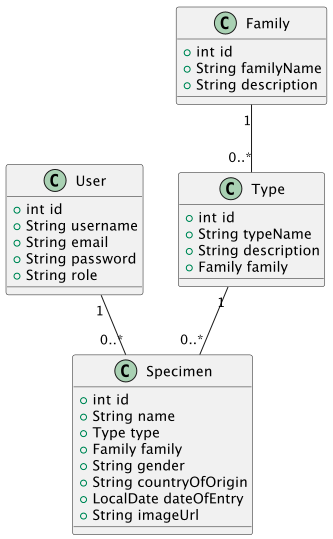 C Family
int id
String familyName
String description
1
0..*
C User
int id
String username
String email
String password
String role
C Type
int id
String typeName
String description
Family family
1
0..*
1
0..*
C Specimen
int id
String name
Type type
Family family
String gender
String countryOfOrigin
LocalDate dateOfEntry
String imageUrl